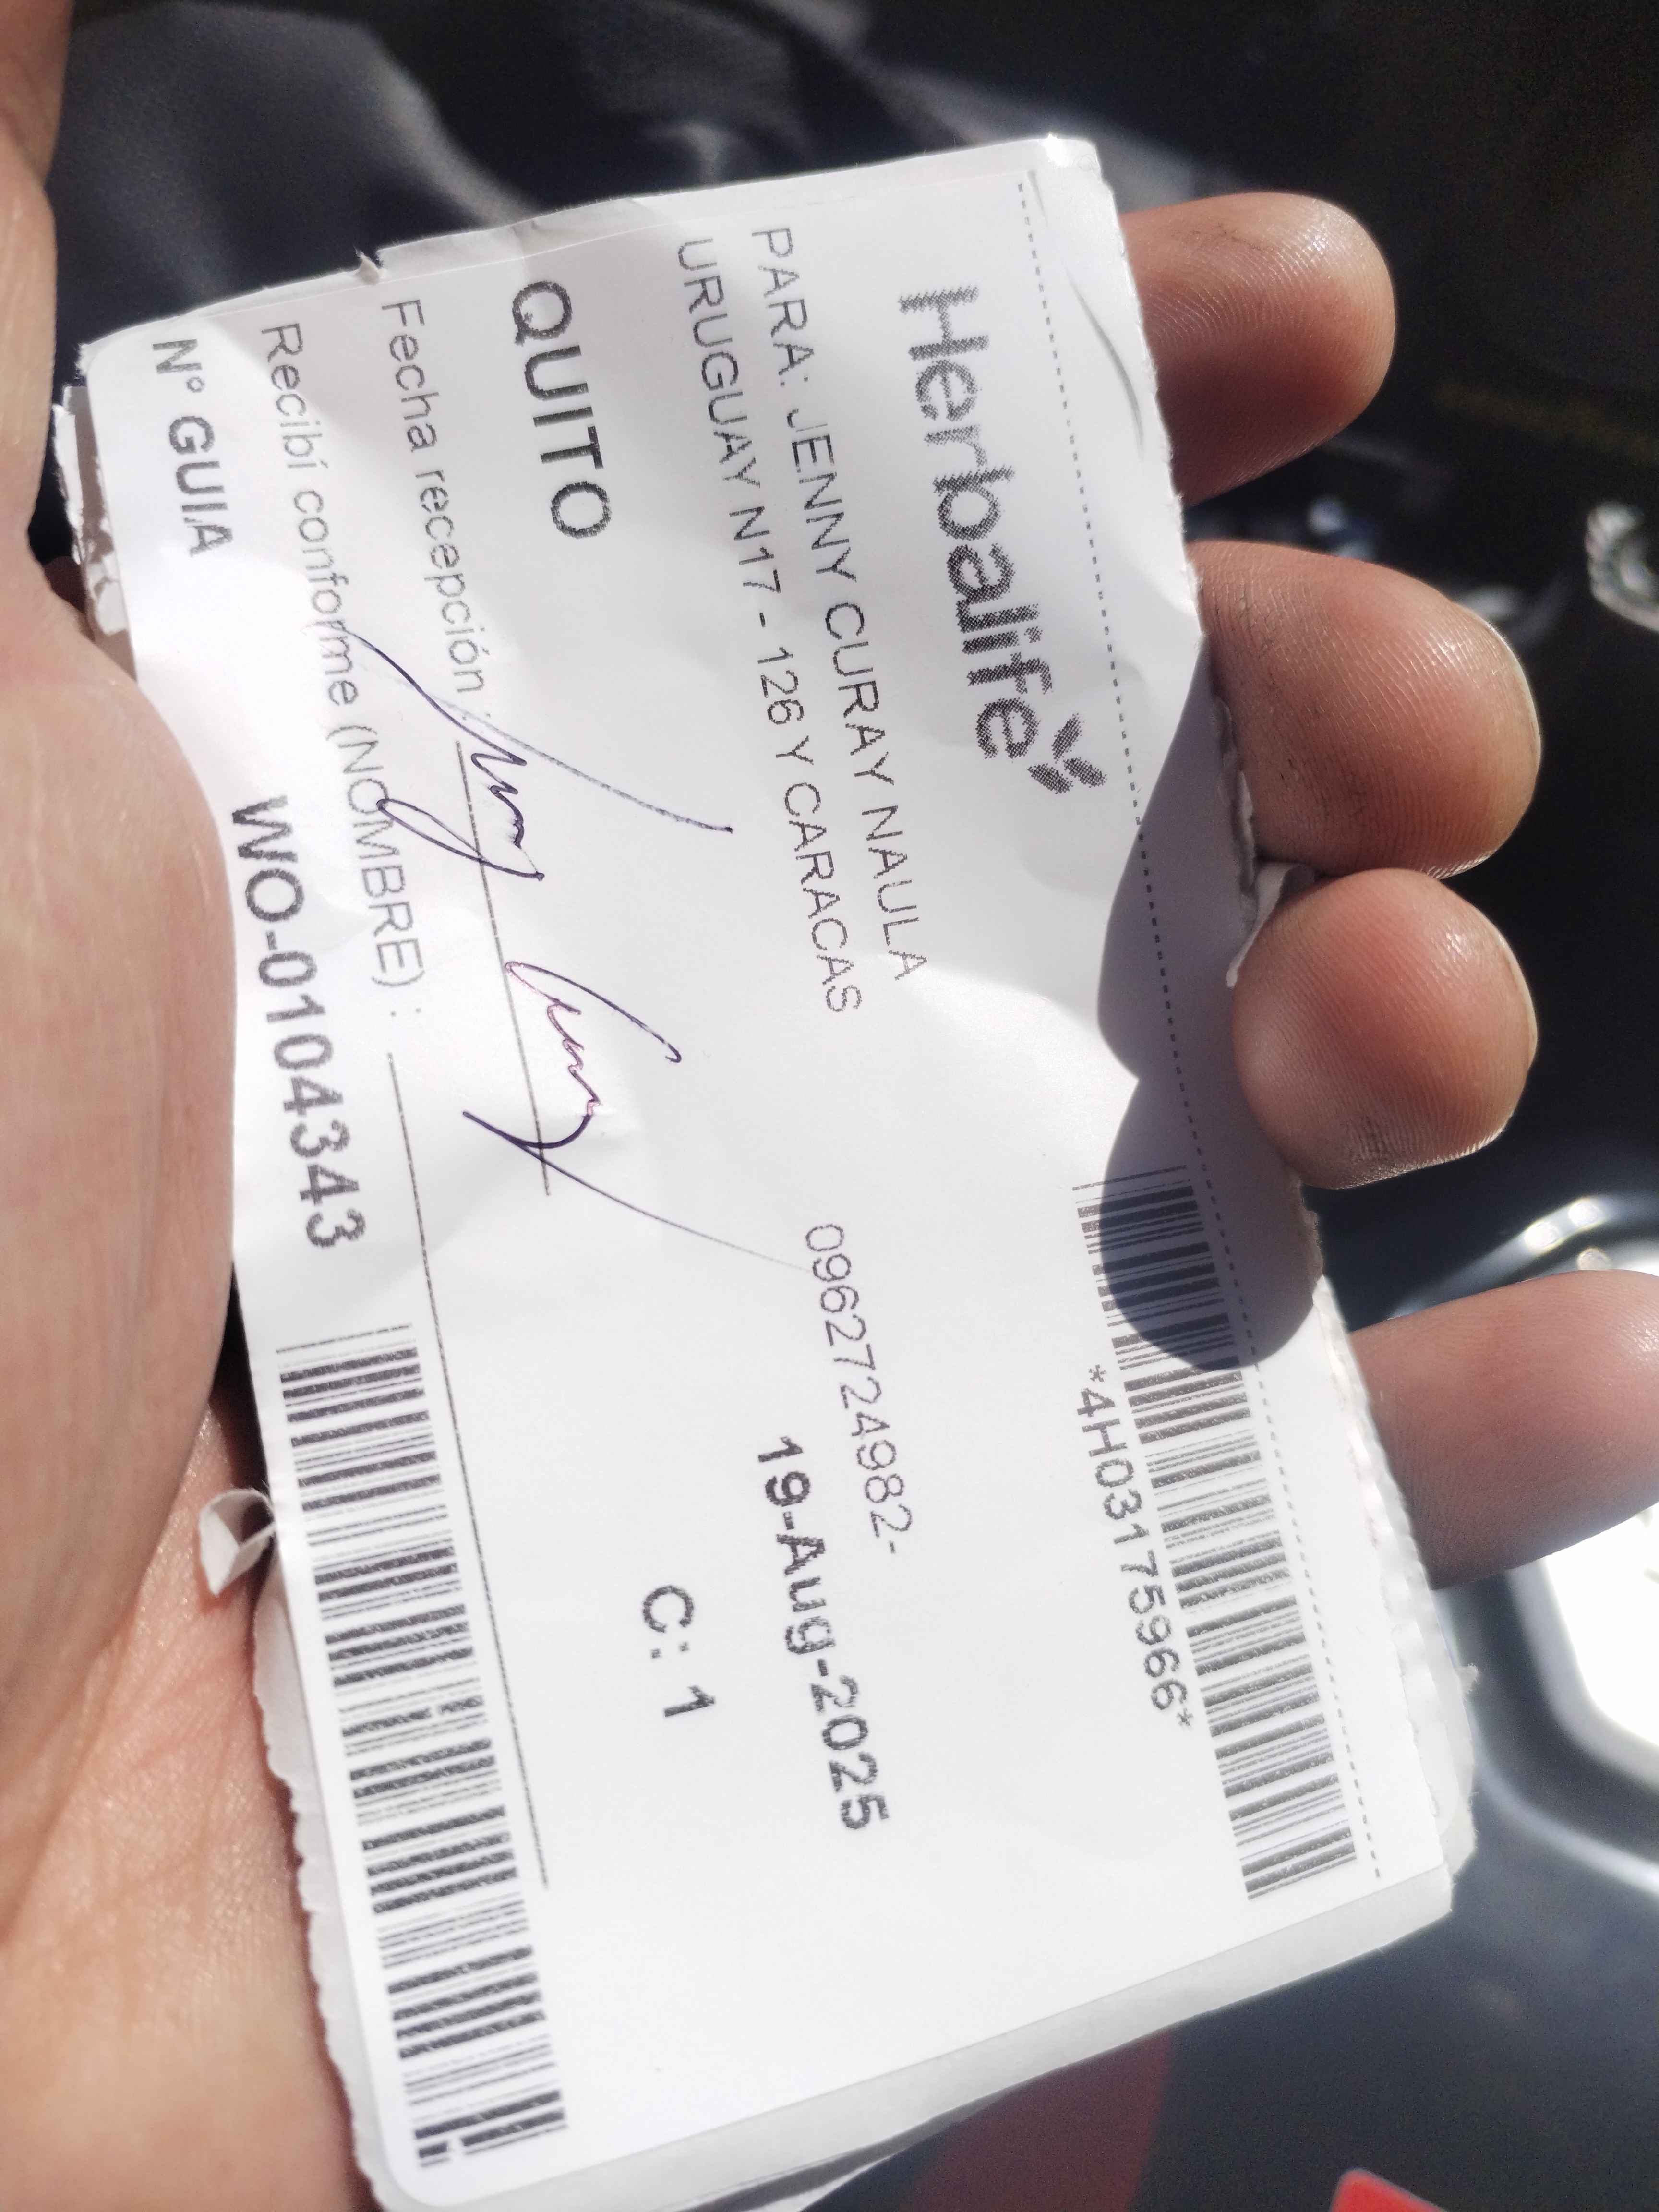 Herbalife
*4H03175966*
PARA: JENNY CURAY NAULA
0962724982-
URUGUAY N17 - 126 Y CARACAS
19-Aug-2025
QUITO
C: 1
Fecha recepción :
Recibí conforme (NOMBRE) :
N° GUIA WO-0104343